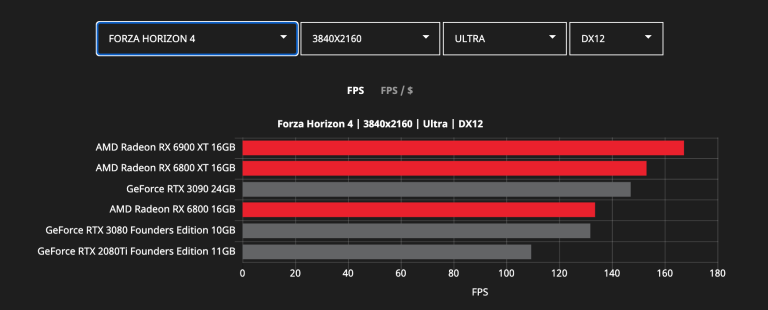 FORZA HORIZON 4 3840X2160 ULTRA DX12
FPS FPS / $
Forza Horizon 4 | 3840x2160 | Ultra | DX12
AMD Radeon RX 6900 XT 16GB
AMD Radeon RX 6800 XT 16GB
GeForce RTX 3090 24GB
AMD Radeon RX 6800 16GB
GeForce RTX 3080 Founders Edition 10GB
GeForce RTX 2080Ti Founders Edition 11GB
0 20 40 60 80 100 120 140 160 180
FPS